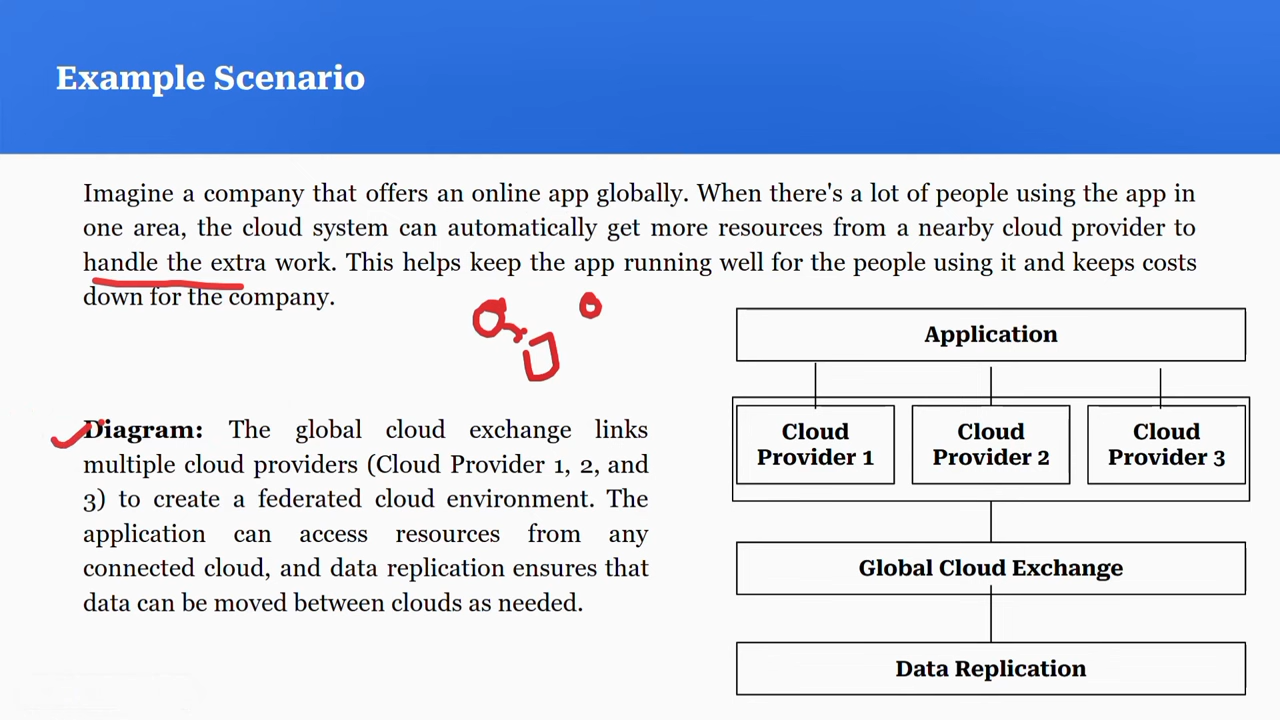 Example Scenario
Imagine a company that offers an online app globally. When there's a lot of people using the app in
one area, the cloud system can automatically get more resources from a nearby cloud provider to
handle the extra work. This helps keep the app running well for the people using it and keeps costs
down for the company.
Diagram: The global cloud exchange links
multiple cloud providers (Cloud Provider 1, 2, and
3) to create a federated cloud environment. The
application can access resources from any
connected cloud, and data replication ensures that
data can be moved between clouds as needed.
Application
Cloud
Provider 1
Cloud
Provider 2
Cloud
Provider 3
Global Cloud Exchange
Data Replication